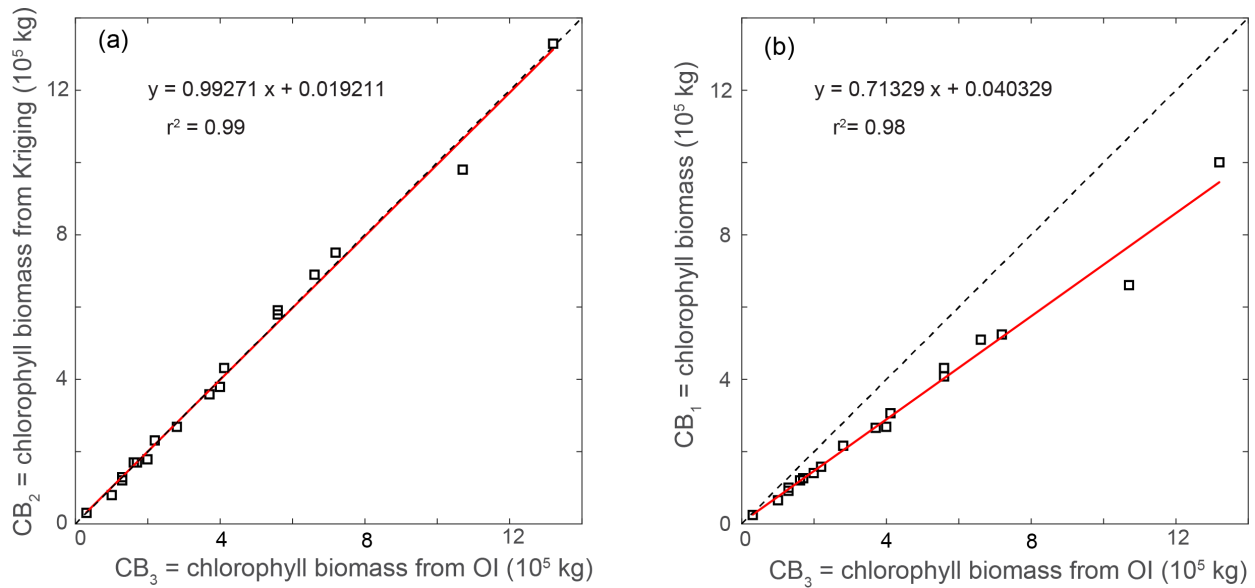 (a)
y = 0.99271 x + 0.019211
r² = 0.99
CB₂ = chlorophyll biomass from Kriging (10⁵ kg)
12
8
4
0
0
4
8
12
CB₃ = chlorophyll biomass from OI (10⁵ kg)
(b)
y = 0.71329 x + 0.040329
r²= 0.98
CB₁ = chlorophyll biomass (10⁵ kg)
12
8
4
0
0
4
8
12
CB₃ = chlorophyll biomass from OI (10⁵ kg)